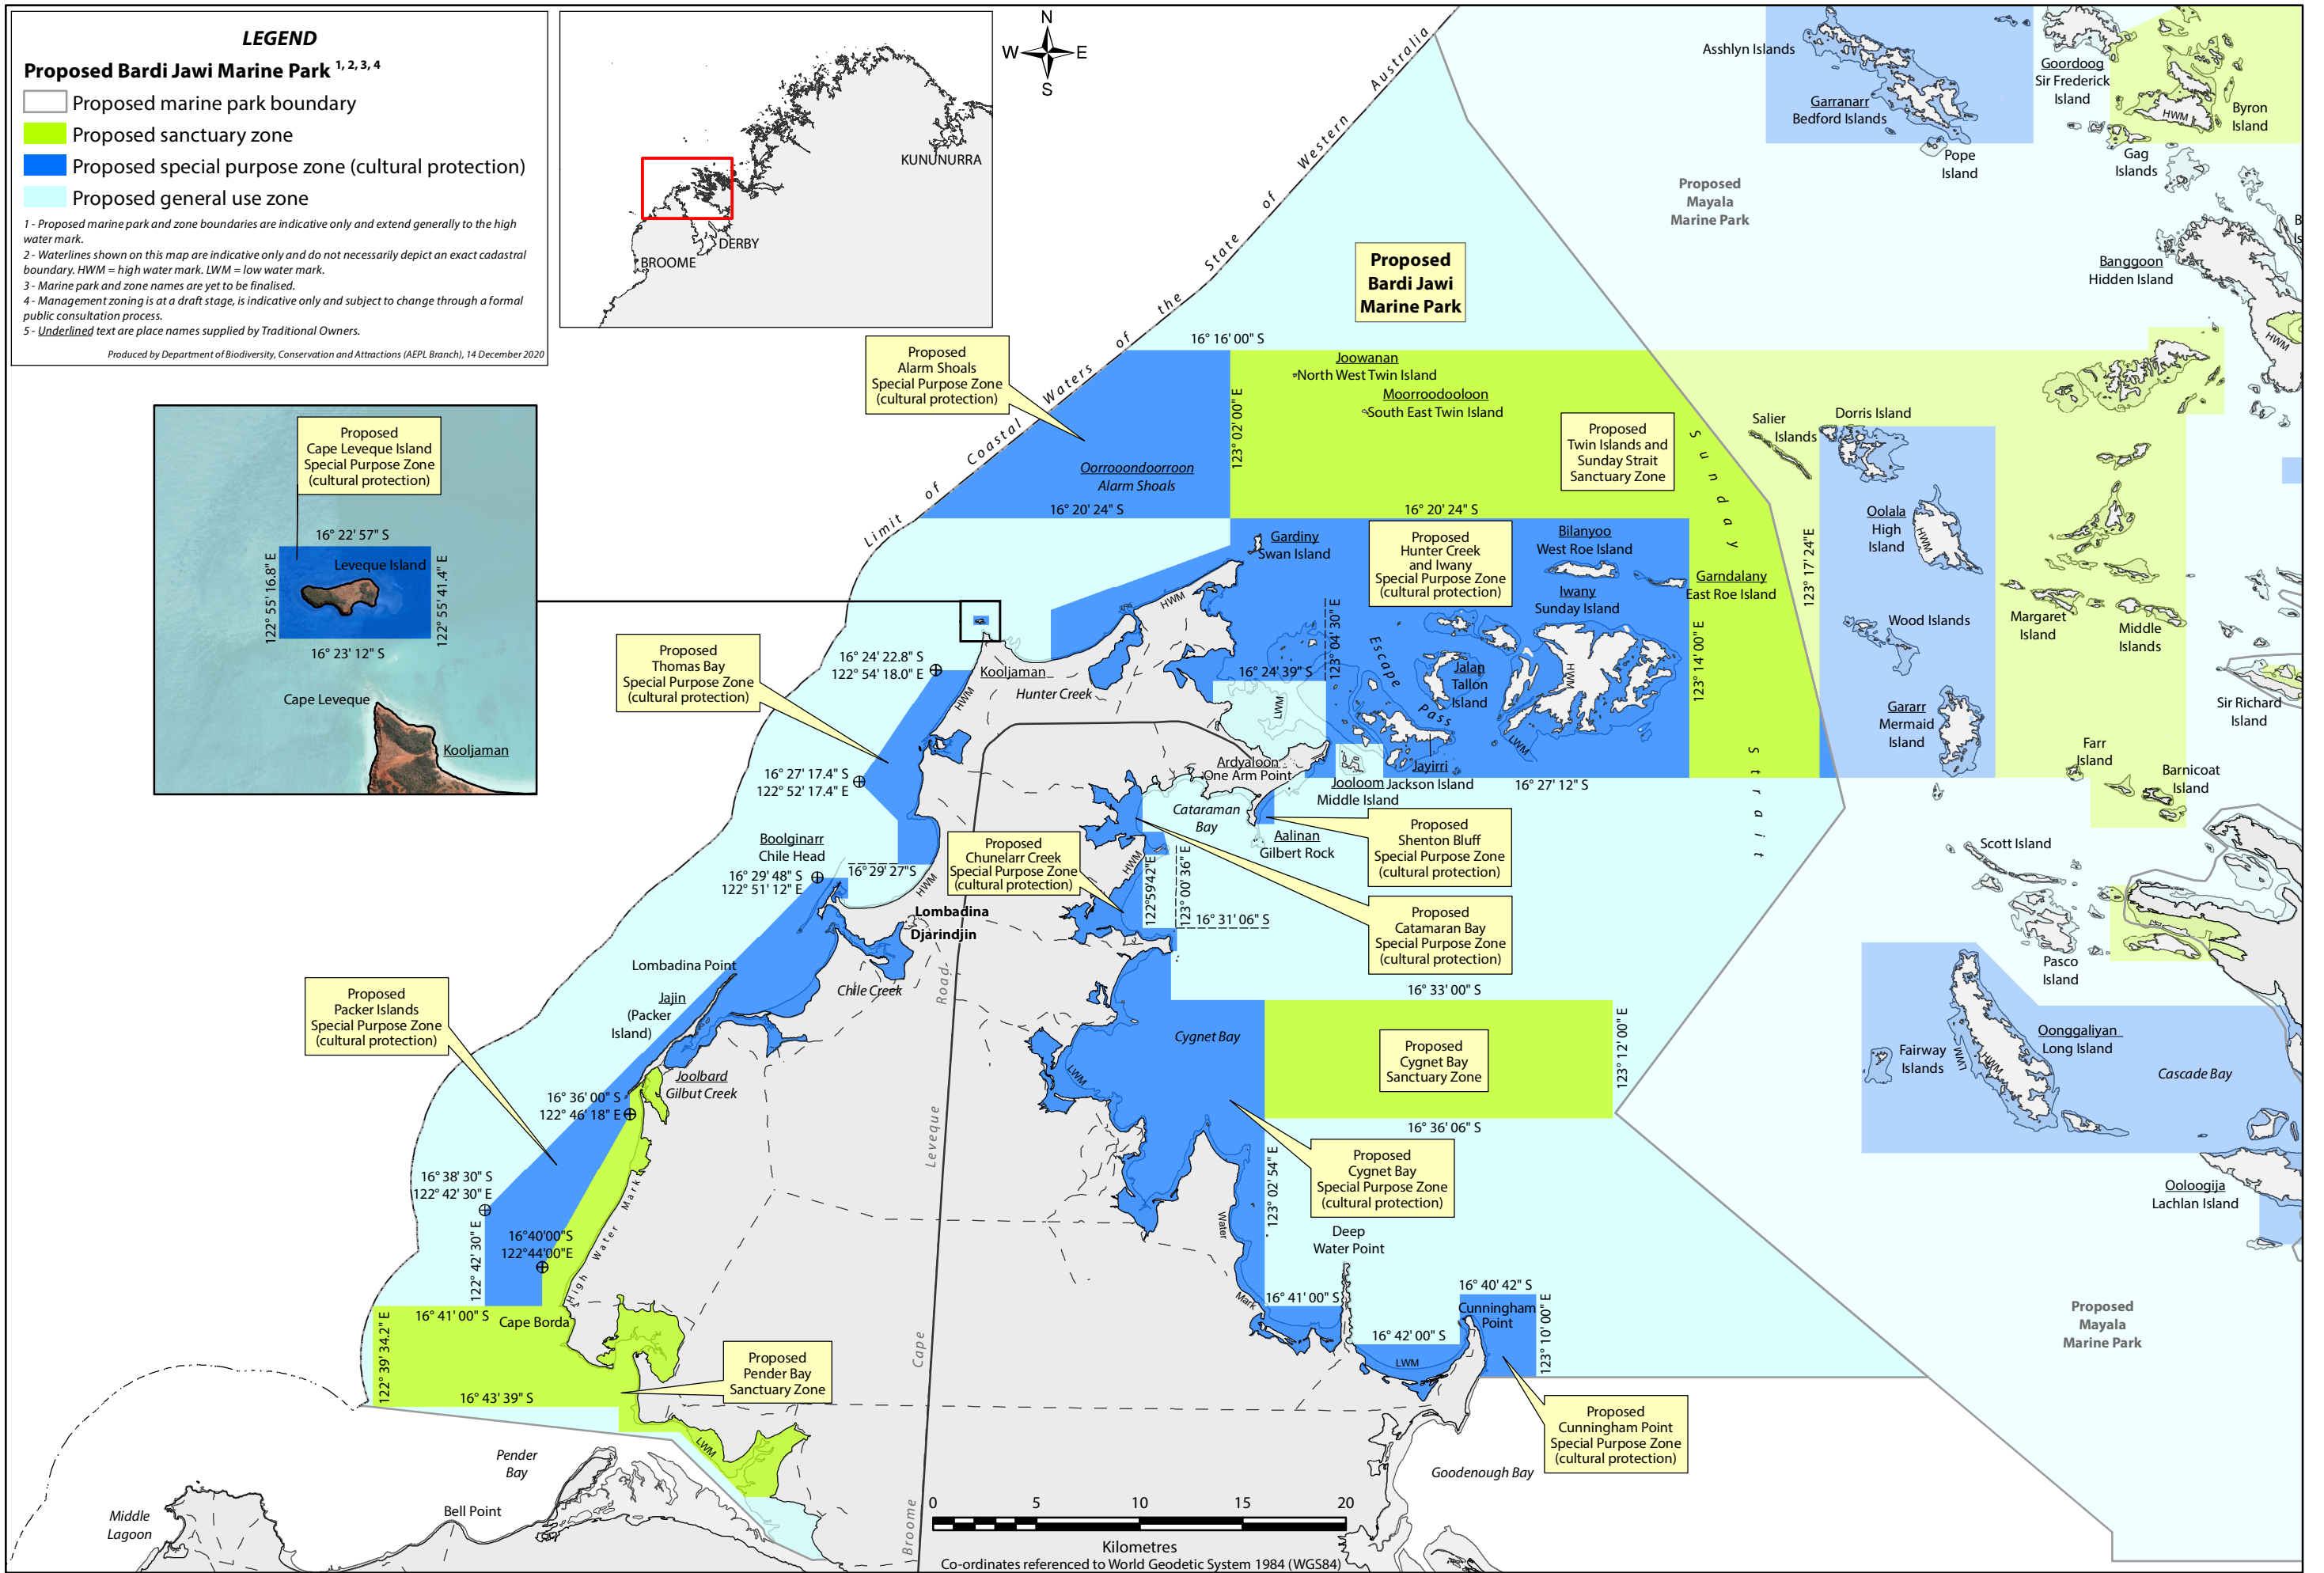 LEGEND
Proposed Bardi Jawi Marine Park 1, 2, 3, 4
Proposed marine park boundary
Proposed sanctuary zone
Proposed special purpose zone (cultural protection)
Proposed general use zone
1 - Proposed marine park and zone boundaries are indicative only and extend generally to the high
water mark.
2 - Waterlines shown on this map are indicative only and do not necessarily depict an exact cadastral
boundary. HWM = high water mark. LWM = low water mark.
3 - Marine park and zone names are yet to be finalised.
4 - Management zoning is at a draft stage, is indicative only and subject to change through a formal
public consultation process.
5 - Underlined text are place names supplied by Traditional Owners.
Produced by Department of Biodiversity, Conservation and Attractions (AEPL Branch), 14 December 2020
KUNUNURRA
DERBY
BROOME
N
W
E
S
Limit of Coastal Waters of the State of Western Australia
Asshlyn Islands
Garranarr
Bedford Islands
Pope
Island
Goordoog
Sir Frederick
Island
HWM
Byron
Island
Gag
Islands
Proposed
Mayala
Marine Park
Banggoon
Hidden Island
HWM
Proposed
Bardi Jawi
Marine Park
16° 16' 00" S
Proposed
Alarm Shoals
Special Purpose Zone
(cultural protection)
Joowanan
North West Twin Island
Moorroodooloon
South East Twin Island
123° 02' 00" E
Proposed
Twin Islands and
Sunday Strait
Sanctuary Zone
Sunday
Strait
Salier
Islands
Dorris Island
Oorrooondoorroon
Alarm Shoals
16° 20' 24" S
16° 20' 24" S
Proposed
Cape Leveque Island
Special Purpose Zone
(cultural protection)
16° 22' 57" S
Leveque Island
122° 55' 16.8" E
122° 55' 41.4" E
16° 23' 12" S
Cape Leveque
Kooljaman
Gardiny
Swan Island
Proposed
Hunter Creek
and Iwany
Special Purpose Zone
(cultural protection)
Bilanyoo
West Roe Island
Garndalany
East Roe Island
Iwany
Sunday Island
123° 17' 24"E
Oolala
High
Island
HWM
Wood Islands
Margaret
Island
Middle
Islands
Gararr
Mermaid
Island
Sir Richard
Island
Farr
Island
Barnicoat
Island
Proposed
Thomas Bay
Special Purpose Zone
(cultural protection)
16° 24' 22.8" S
122° 54' 18.0" E
Kooljaman
HWM
HWM
Hunter Creek
16° 24' 39" S
123° 04' 30" E
Escape
Pass
Jalan
Tallon
Island
HWM
LWM
LWM
123° 14' 00" E
16° 27' 17.4" S
122° 52' 17.4" E
Ardyaloon
One Arm Point
Jooloom
Middle Island
Jayirri
Jackson Island
16° 27' 12" S
Cataraman
Bay
Aalinan
Gilbert Rock
Proposed
Shenton Bluff
Special Purpose Zone
(cultural protection)
Boolginarr
Chile Head
16° 29' 48" S
122° 51' 12" E
16° 29' 27"S
HWM
Proposed
Chunelarr Creek
Special Purpose Zone
(cultural protection)
HWM
122°59'42"E
123° 00' 36" E
16° 31' 06" S
Proposed
Catamaran Bay
Special Purpose Zone
(cultural protection)
Lombadina
Djarindjin
Scott Island
Pasco
Island
Lombadina Point
Jajin
(Packer
Island)
Chile Creek
Proposed
Packer Islands
Special Purpose Zone
(cultural protection)
16° 33' 00" S
Cygnet Bay
LWM
Proposed
Cygnet Bay
Sanctuary Zone
123° 12' 00" E
16° 36' 06" S
Fairway
Islands
Oonggaliyan
Long Island
LWM
HWM
Cascade Bay
Joolbard
Gilbut Creek
16° 36' 00" S
122° 46' 18" E
Proposed
Cygnet Bay
Special Purpose Zone
(cultural protection)
123° 02' 54" E
Ooloogija
Lachlan Island
16° 38' 30" S
122° 42' 30" E
122° 42' 30" E
16°40'00"S
122°44'00"E
High Water Mark
Water
Mark
Deep
Water Point
16° 41' 00" S
Cape Borda
122° 39' 34.2" E
16° 41' 00" S
16° 40' 42" S
Cunningham
Point
16° 42' 00" S
LWM
123° 10' 00" E
Proposed
Mayala
Marine Park
Proposed
Pender Bay
Sanctuary Zone
16° 43' 39" S
LWM
Proposed
Cunningham Point
Special Purpose Zone
(cultural protection)
Pender
Bay
Goodenough Bay
Middle
Lagoon
Bell Point
Broome Cape Leveque Road
0 5 10 15 20
Kilometres
Co-ordinates referenced to World Geodetic System 1984 (WGS84)